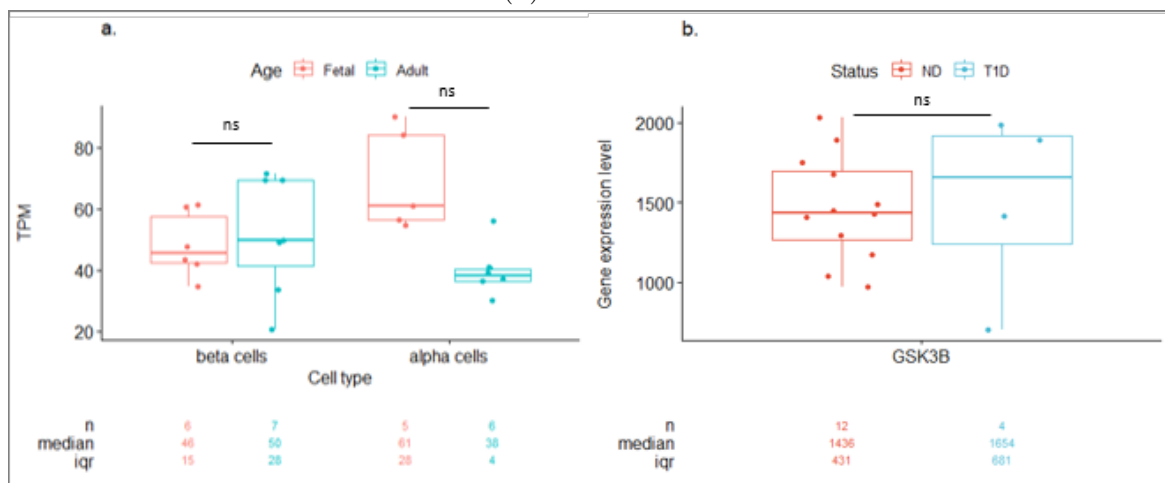 a.
Age Fetal Adult
ns
ns
80
60
40
20
TPM
beta cells alpha cells
Cell type
n 6 7 5 6
median 46 50 61 38
iqr 15 28 28 4
b.
Status ND T1D
ns
2000
1500
1000
Gene expression level
GSK3B
12 4
1436 1654
431 681